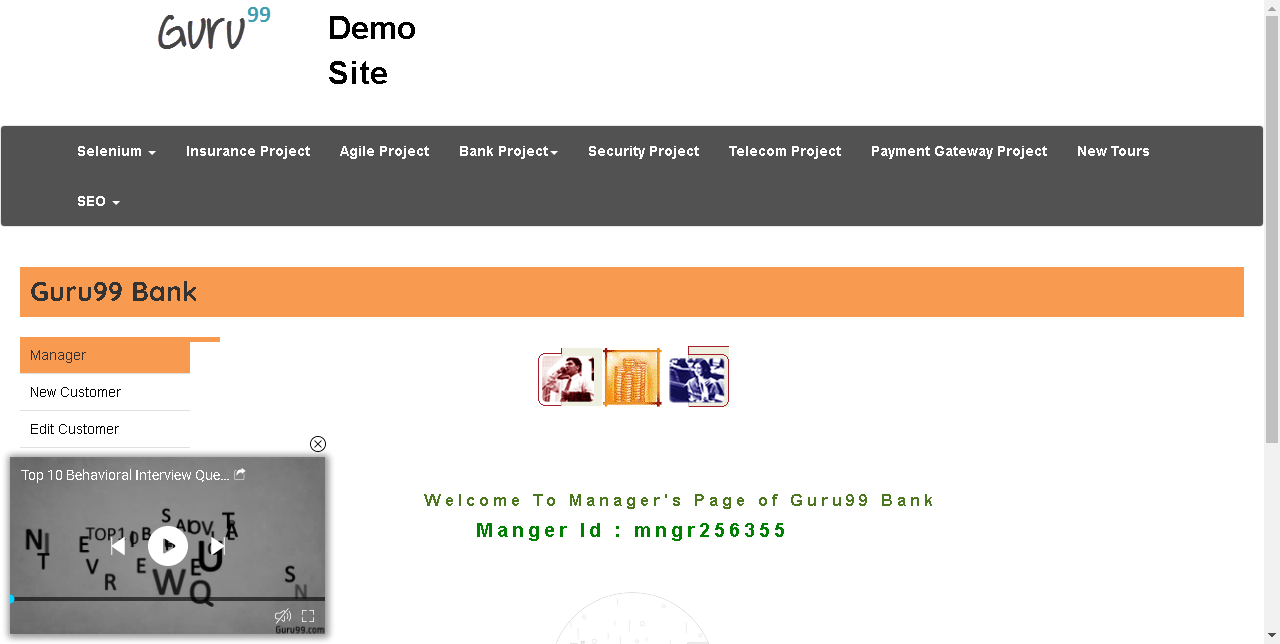 Guru99
Demo
Site
Selenium
Insurance Project
Agile Project
Bank Project
Security Project
Telecom Project
Payment Gateway Project
New Tours
SEO
Guru99 Bank
Manager
New Customer
Edit Customer
Top 10 Behavioral Interview Que...
Guru99.com
Welcome To Manager's Page of Guru99 Bank
Manger Id : mngr256355